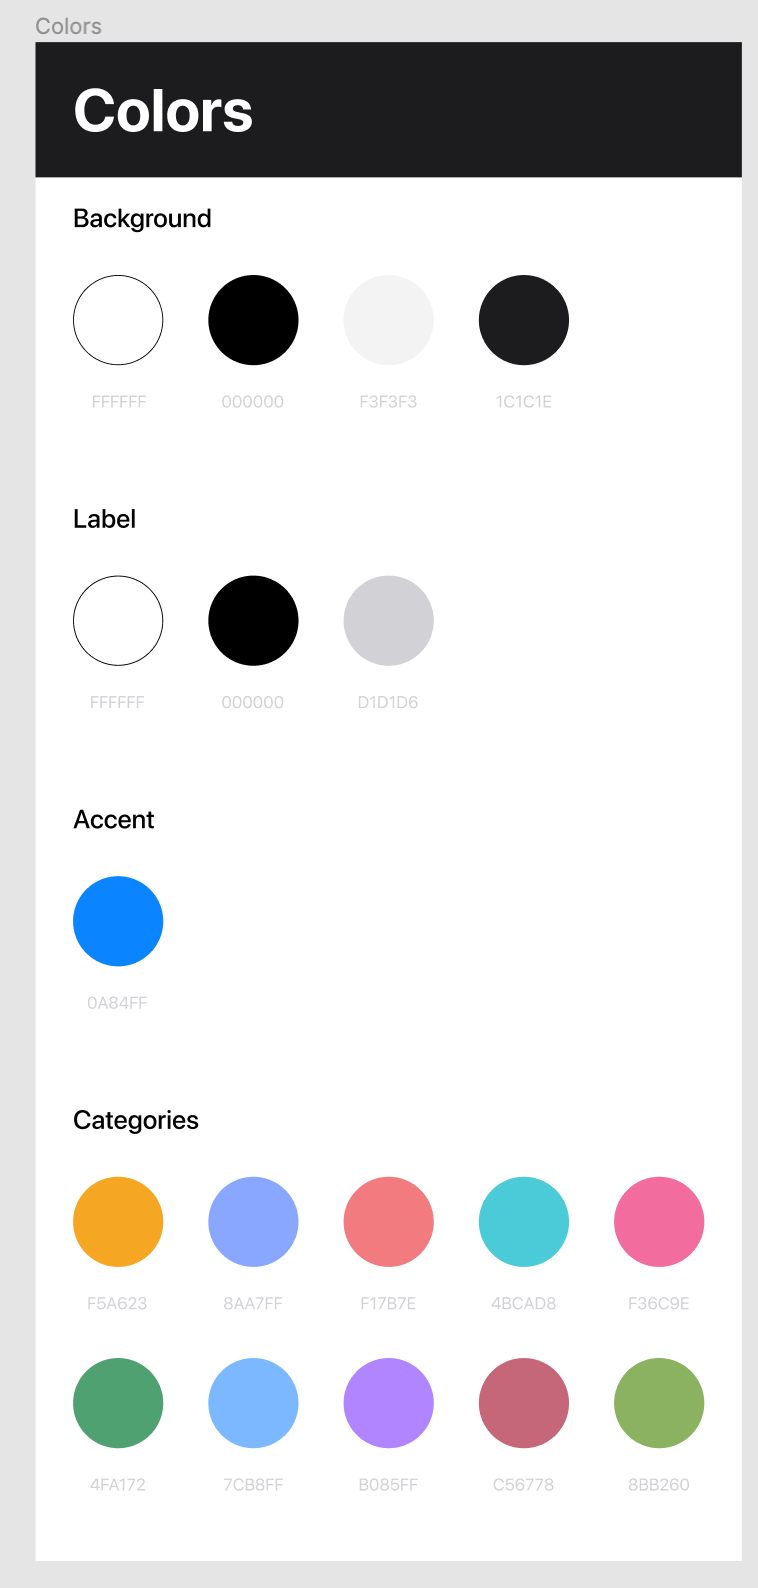 Colors
Colors
Background
FFFFFF 000000 F3F3F3 1C1C1E
Label
FFFFFF 000000 D1D1D6
Accent
0A84FF
Categories
F5A623 8AA7FF F17B7E 4BCAD8 F36C9E
4FA172 7CB8FF B085FF C56778 8BB260